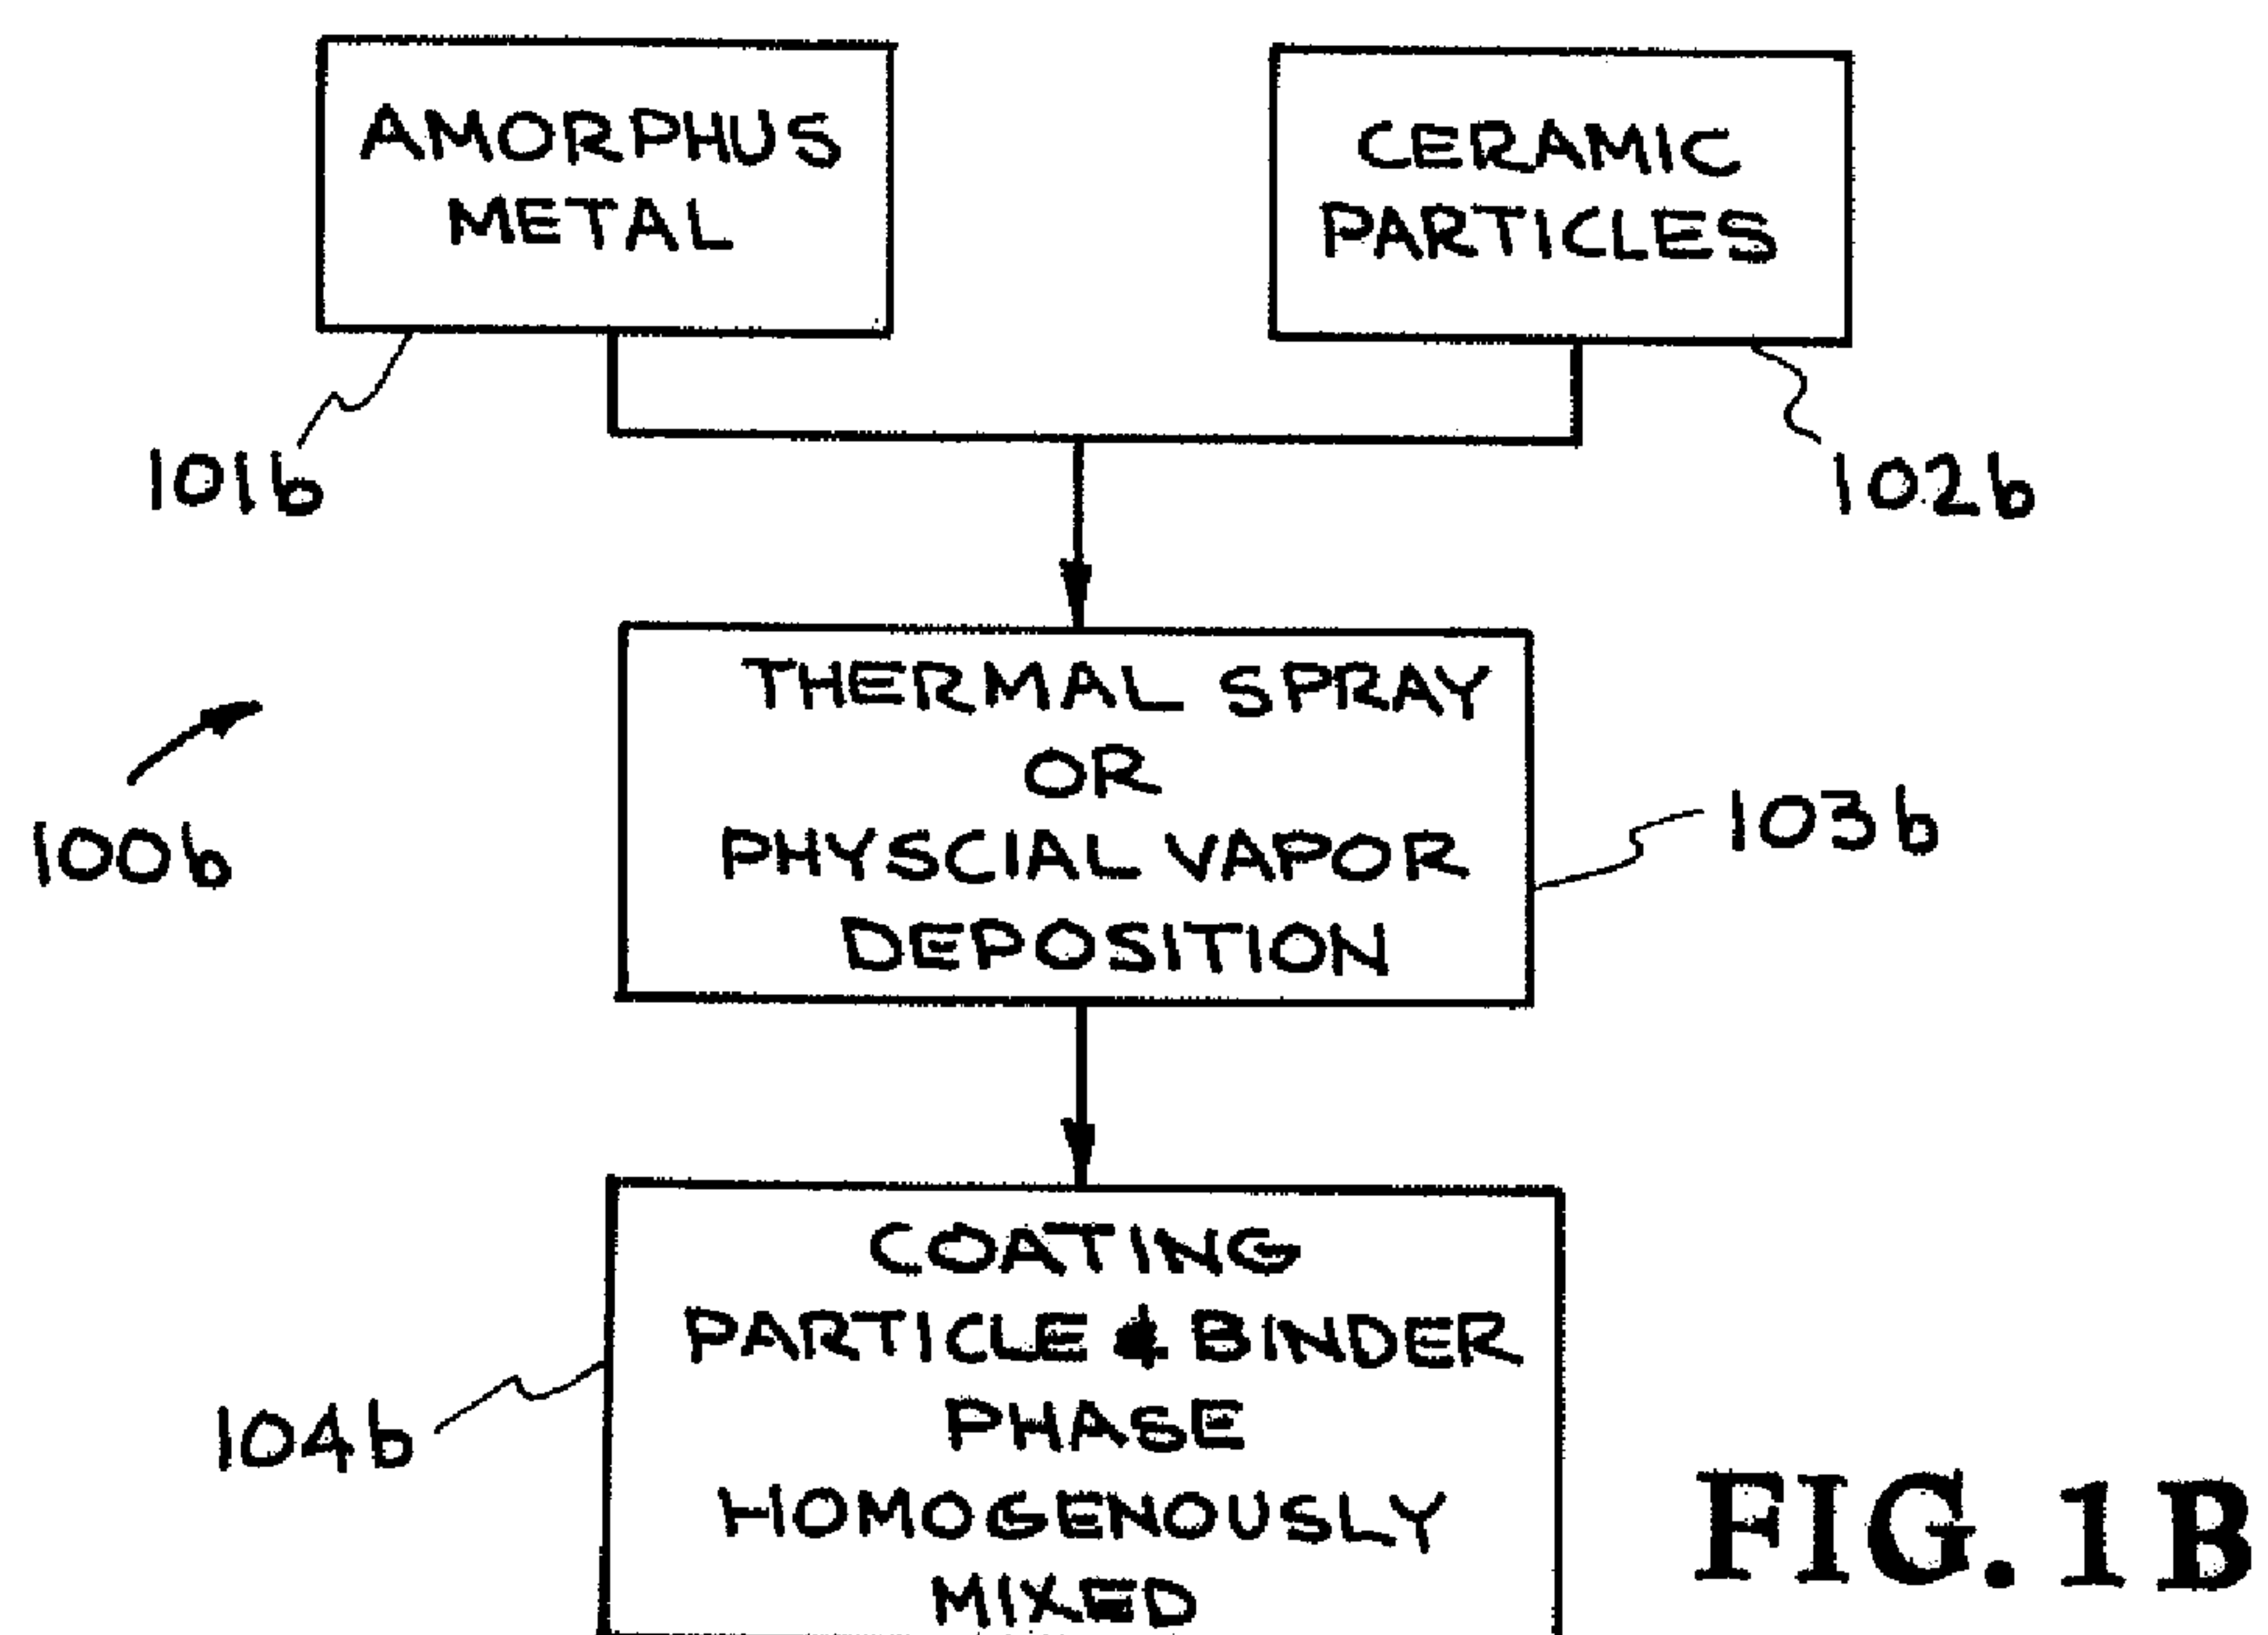 AMORPHUS
METAL
CERAMIC
PARTICLES
101b
102b
THERMAL SPRAY
OR
PHYSCIAL VAPOR
DEPOSITION
100b
103b
COATING
PARTICLE & BINDER
PHASE
HOMOGENOUSLY
MIXED
104b
FIG. 1B